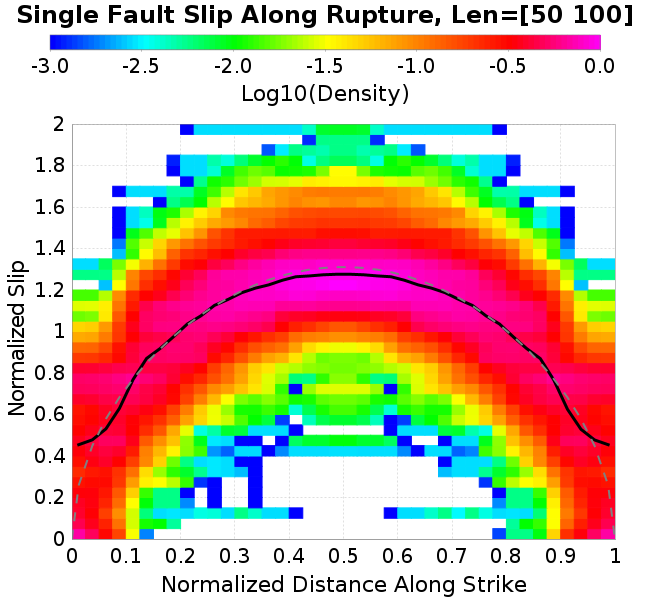 Single Fault Slip Along Rupture, Len=[50 100]
-3.0 -2.5 -2.0 -1.5 -1.0 -0.5 0.0
Log10(Density)
2
1.8
1.6
1.4
1.2
1
0.8
0.6
0.4
0.2
0
Normalized Slip
0 0.1 0.2 0.3 0.4 0.5 0.6 0.7 0.8 0.9 1
Normalized Distance Along Strike